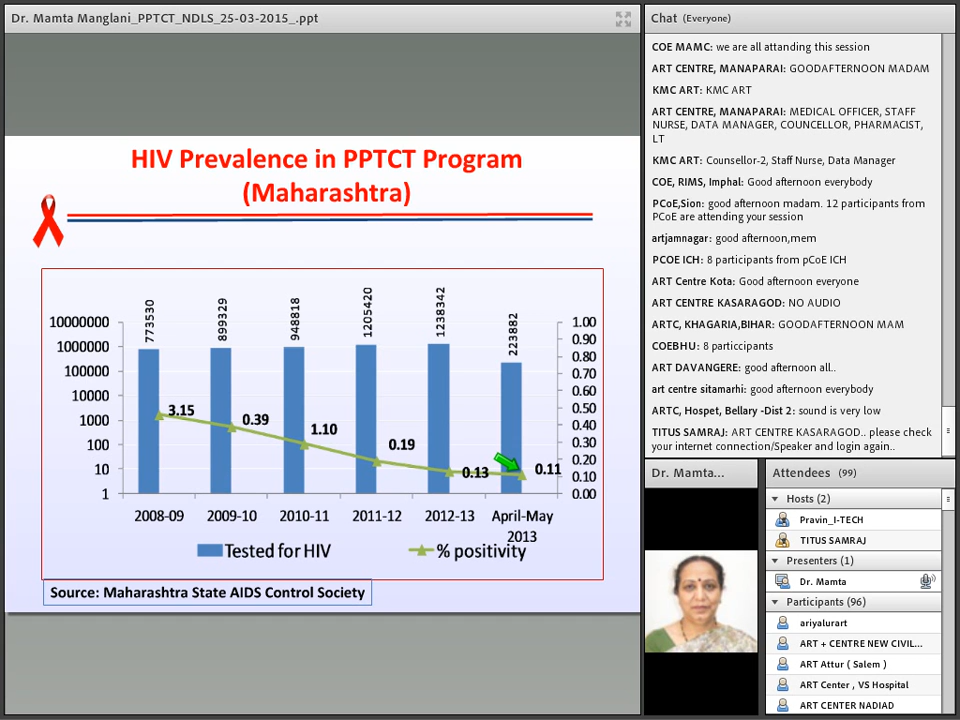 Dr. Mamta Manglani_PPTCT_NDLS_25-03-2015_.ppt
HIV Prevalence in PPTCT Program
(Maharashtra)
773530
899329
948818
1205420
1238342
223882
10000000
1000000
100000
10000
1000
100
10
1
1.00
0.90
0.80
0.70
0.60
0.50
0.40
0.30
0.20
0.10
0.00
3.15
0.39
1.10
0.19
0.13
0.11
2008-09
2009-10
2010-11
2011-12
2012-13
April-May
2013
Tested for HIV
% positivity
Source: Maharashtra State AIDS Control Society
Chat (Everyone)
COE MAMC: we are all attanding this session
ART CENTRE, MANAPARAI: GOODAFTERNOON MADAM
KMC ART: KMC ART
ART CENTRE, MANAPARAI: MEDICAL OFFICER, STAFF
NURSE, DATA MANAGER, COUNCELLOR, PHARMACIST,
LT
KMC ART: Counsellor-2, Staff Nurse, Data Manager
COE, RIMS, Imphal: Good afternoon everybody
PCoE,Sion: good afternoon madam. 12 participants from
PCoE are attending your session
artjamnagar: good afternoon,mem
PCOE ICH: 8 participants from pCoE ICH
ART Centre Kota: Good afternoon everyone
ART CENTRE KASARAGOD: NO AUDIO
ARTC, KHAGARIA,BIHAR: GOODAFTERNOON MAM
COEBHU: 8 particcipants
ART DAVANGERE: good afternoon all..
art centre sitamarhi: good afternoon everybody
ARTC, Hospet, Bellary -Dist 2: sound is very low
TITUS SAMRAJ: ART CENTRE KASARAGOD.. please check
your internet connection/Speaker and login again..
Dr. Mamta...
Attendees (99)
Hosts (2)
Pravin_I-TECH
TITUS SAMRAJ
Presenters (1)
Dr. Mamta
Participants (96)
ariyalurart
ART + CENTRE NEW CIVIL...
ART Attur ( Salem )
ART Center , VS Hospital
ART CENTER NADIAD